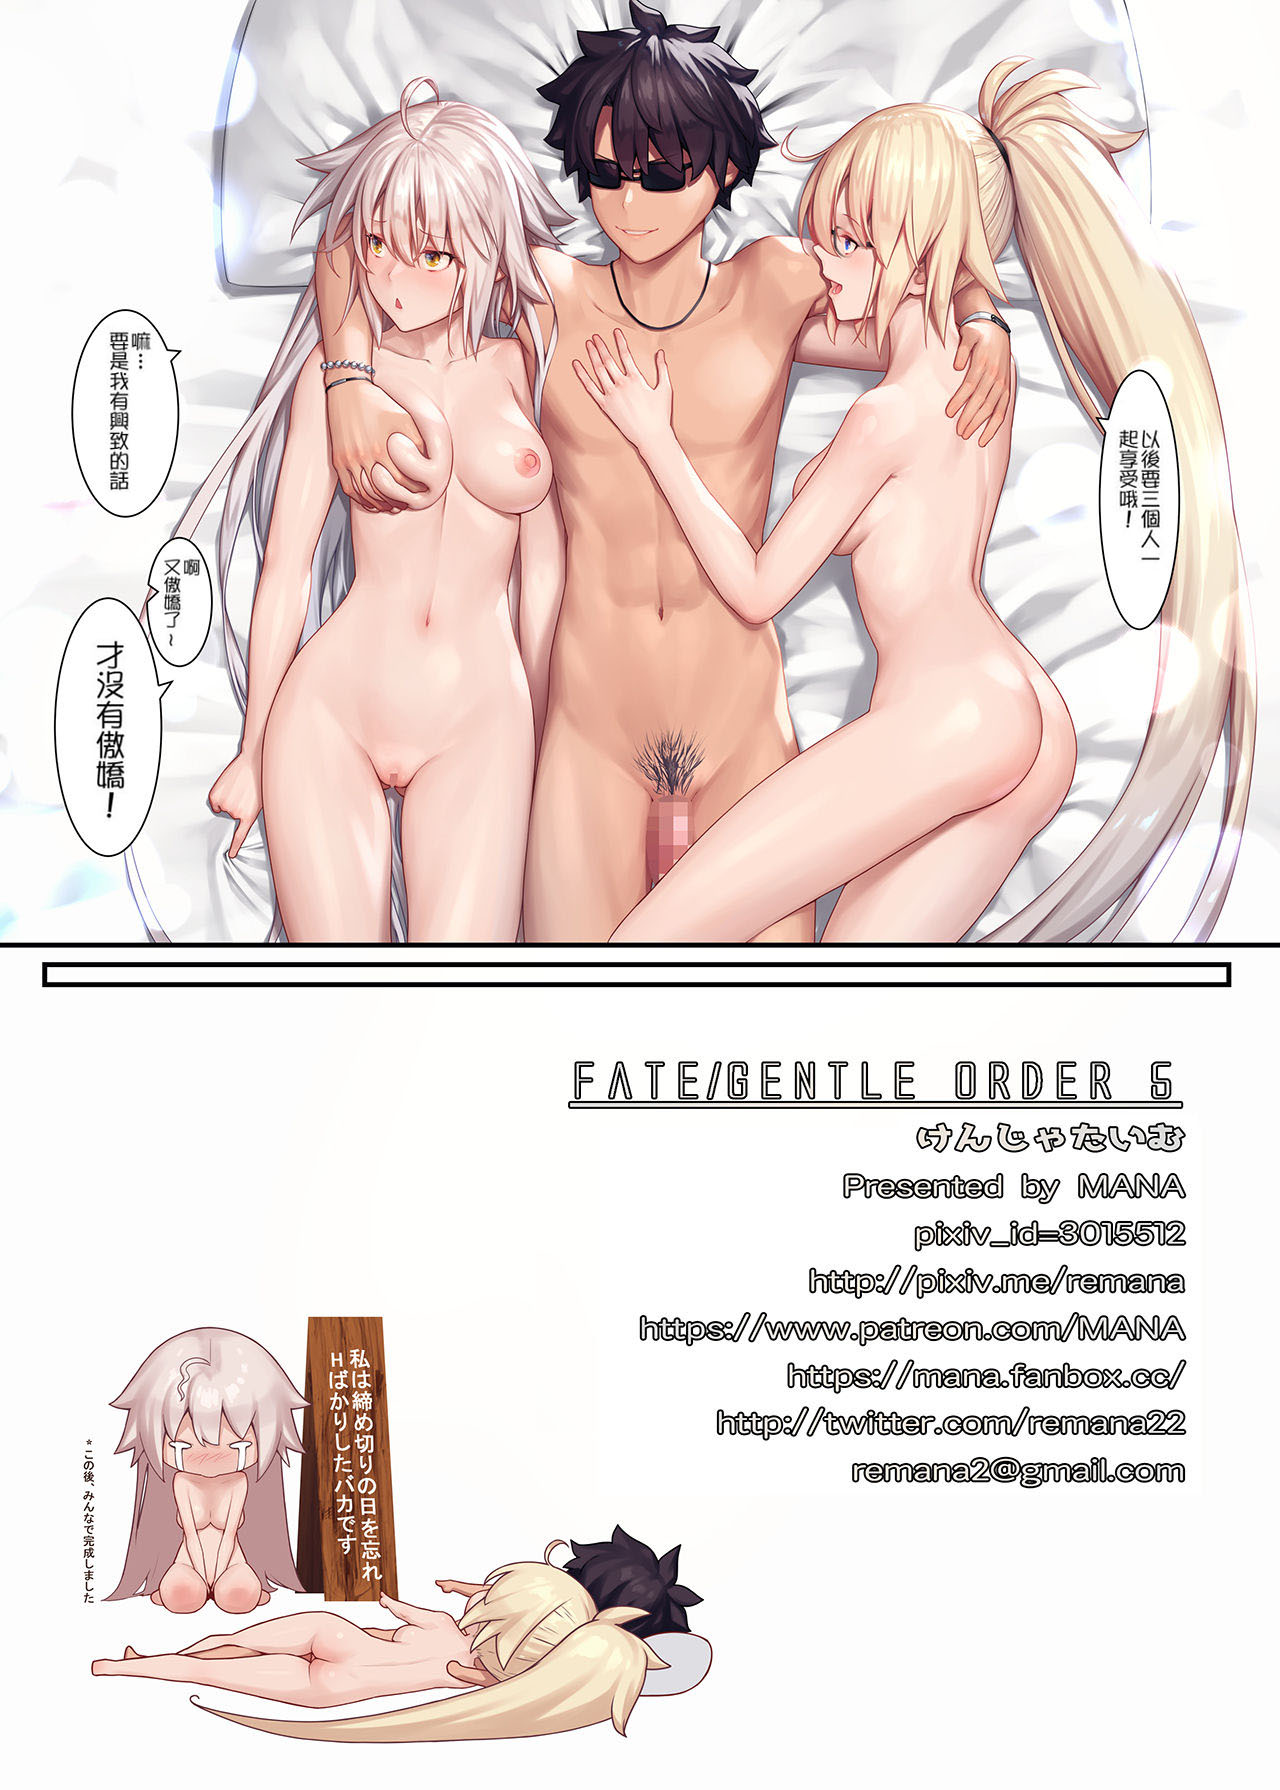 以後要三個人一
起享受哦！
嘛…
要是我有興致的話
啊
又傲嬌了~
才沒有傲嬌！
FATE/GENTLE ORDER 5
けんじゃたいむ
Presented by MANA
pixiv_id=3015512
http://pixiv.me/remana
https://www.patreon.com/MANA
https://mana.fanbox.cc/
http://twitter.com/remana22
remana2@gmail.com
私は締め切りの日を忘れ
Hばかりしたバカです
*この後、みんなで完成しました